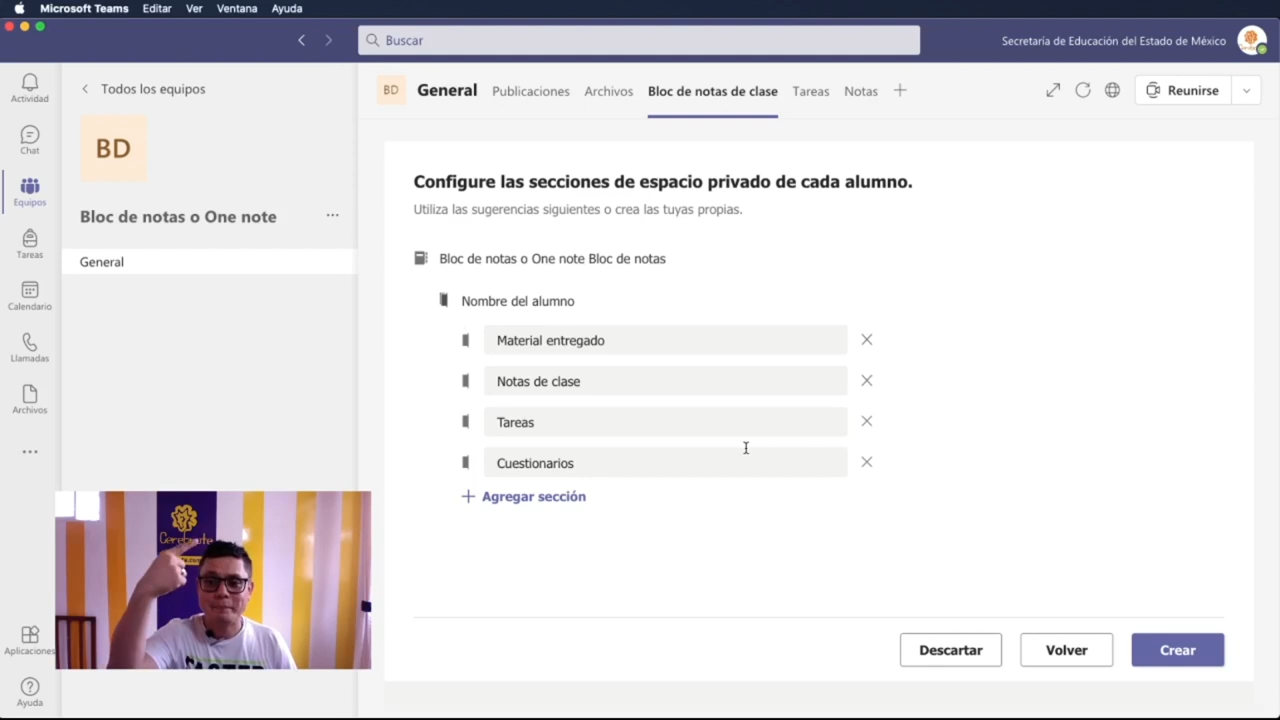 Microsoft Teams Editar Ver Ventana Ayuda
Buscar
Secretaría de Educación del Estado de México
Actividad
Chat
Equipos
Tareas
Calendario
Llamadas
Archivos
Aplicaciones
Ayuda
Todos los equipos
BD
Bloc de notas o One note
General
BD General Publicaciones Archivos Bloc de notas de clase Tareas Notas
Reunirse
Configure las secciones de espacio privado de cada alumno.
Utiliza las sugerencias siguientes o crea las tuyas propias.
Bloc de notas o One note Bloc de notas
Nombre del alumno
Material entregado
Notas de clase
Tareas
Cuestionarios
Agregar sección
Descartar Volver Crear